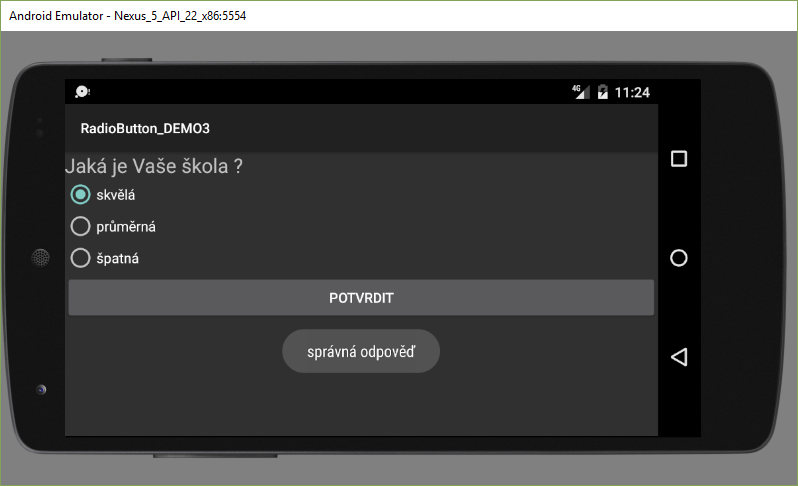 Android Emulator - Nexus_5_API_22_x86:5554
4G 11:24
RadioButton_DEMO3
Jaká je Vaše škola ?
skvělá
průměrná
špatná
POTVRDIT
správná odpověď